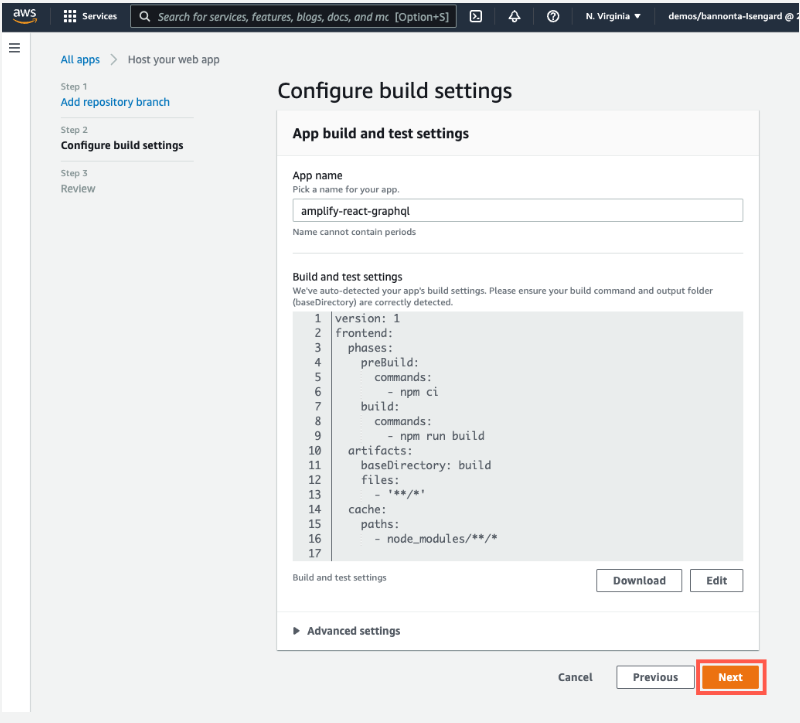 aws
Services
Search for services, features, blogs, docs, and mc [Option+S]
N. Virginia ▼
demos/bannonta-Isengard @ 2
All apps > Host your web app
Step 1
Add repository branch
Step 2
Configure build settings
Step 3
Review
Configure build settings
App build and test settings
App name
Pick a name for your app.
amplify-react-graphql
Name cannot contain periods
Build and test settings
We've auto-detected your app's build settings. Please ensure your build command and output folder
(baseDirectory) are correctly detected.
1 version: 1
2 frontend:
3   phases:
4     preBuild:
5       commands:
6         - npm ci
7     build:
8       commands:
9         - npm run build
10   artifacts:
11     baseDirectory: build
12     files:
13       - '**/*'
14   cache:
15     paths:
16       - node_modules/**/*
17
Build and test settings
Download
Edit
Advanced settings
Cancel
Previous
Next